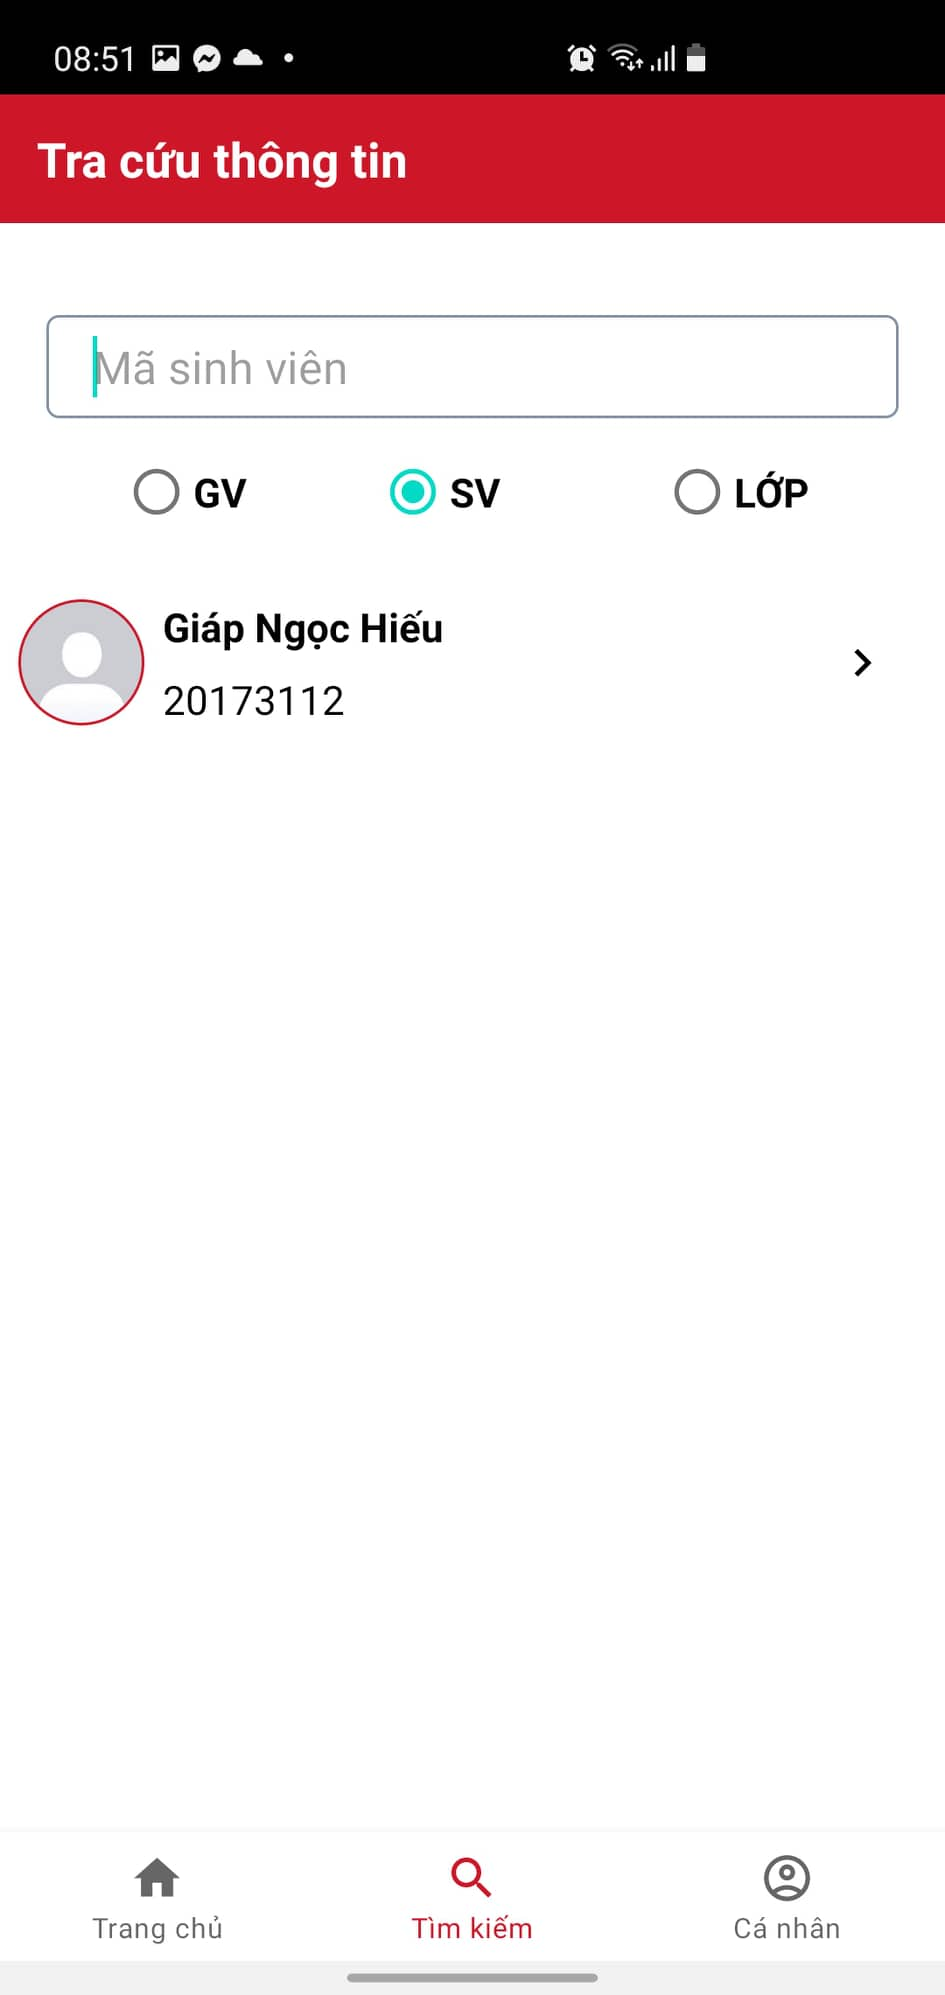 08:51
Tra cứu thông tin
Mã sinh viên
GV SV LỚP
Giáp Ngọc Hiếu
20173112
Trang chủ Tìm kiếm Cá nhân